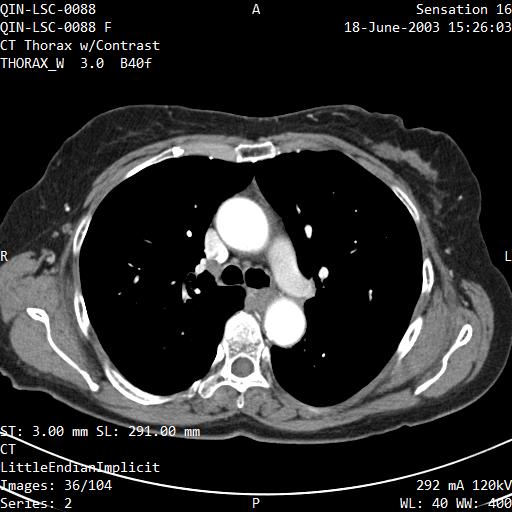 QIN-LSC-0088
A
Sensation 16
QIN-LSC-0088 F
18-June-2003 15:26:03
CT Thorax w/Contrast
THORAX_W 3.0 B40f
R
L
ST: 3.00 mm SL: 291.00 mm
CT
LittleEndianImplicit
Images: 36/104
292 mA 120kV
Series: 2
P
WL: 40 WW: 400